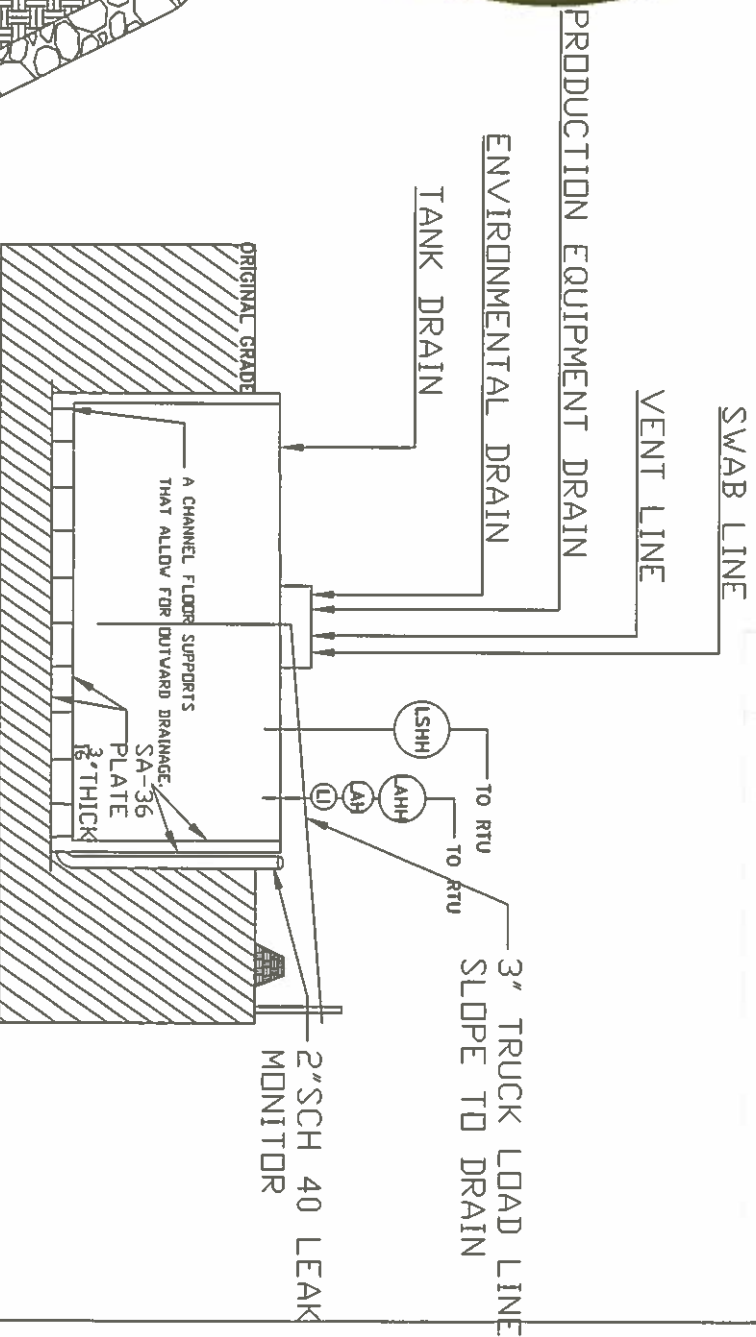 SWAB LINE
VENT LINE
PRODUCTION EQUIPMENT DRAIN
ENVIRONMENTAL DRAIN
TANK DRAIN
LSHH
TO RTU
LAHH
LAH
LI
TO RTU
3" TRUCK LOAD LINE
SLOPE TO DRAIN
2"SCH 40 LEAK
MONITOR
ORIGINAL GRADE
A CHANNEL FLOOR SUPPORTS
THAT ALLOW FOR OUTWARD DRAINAGE.
SA-36
PLATE
3/16"THICK